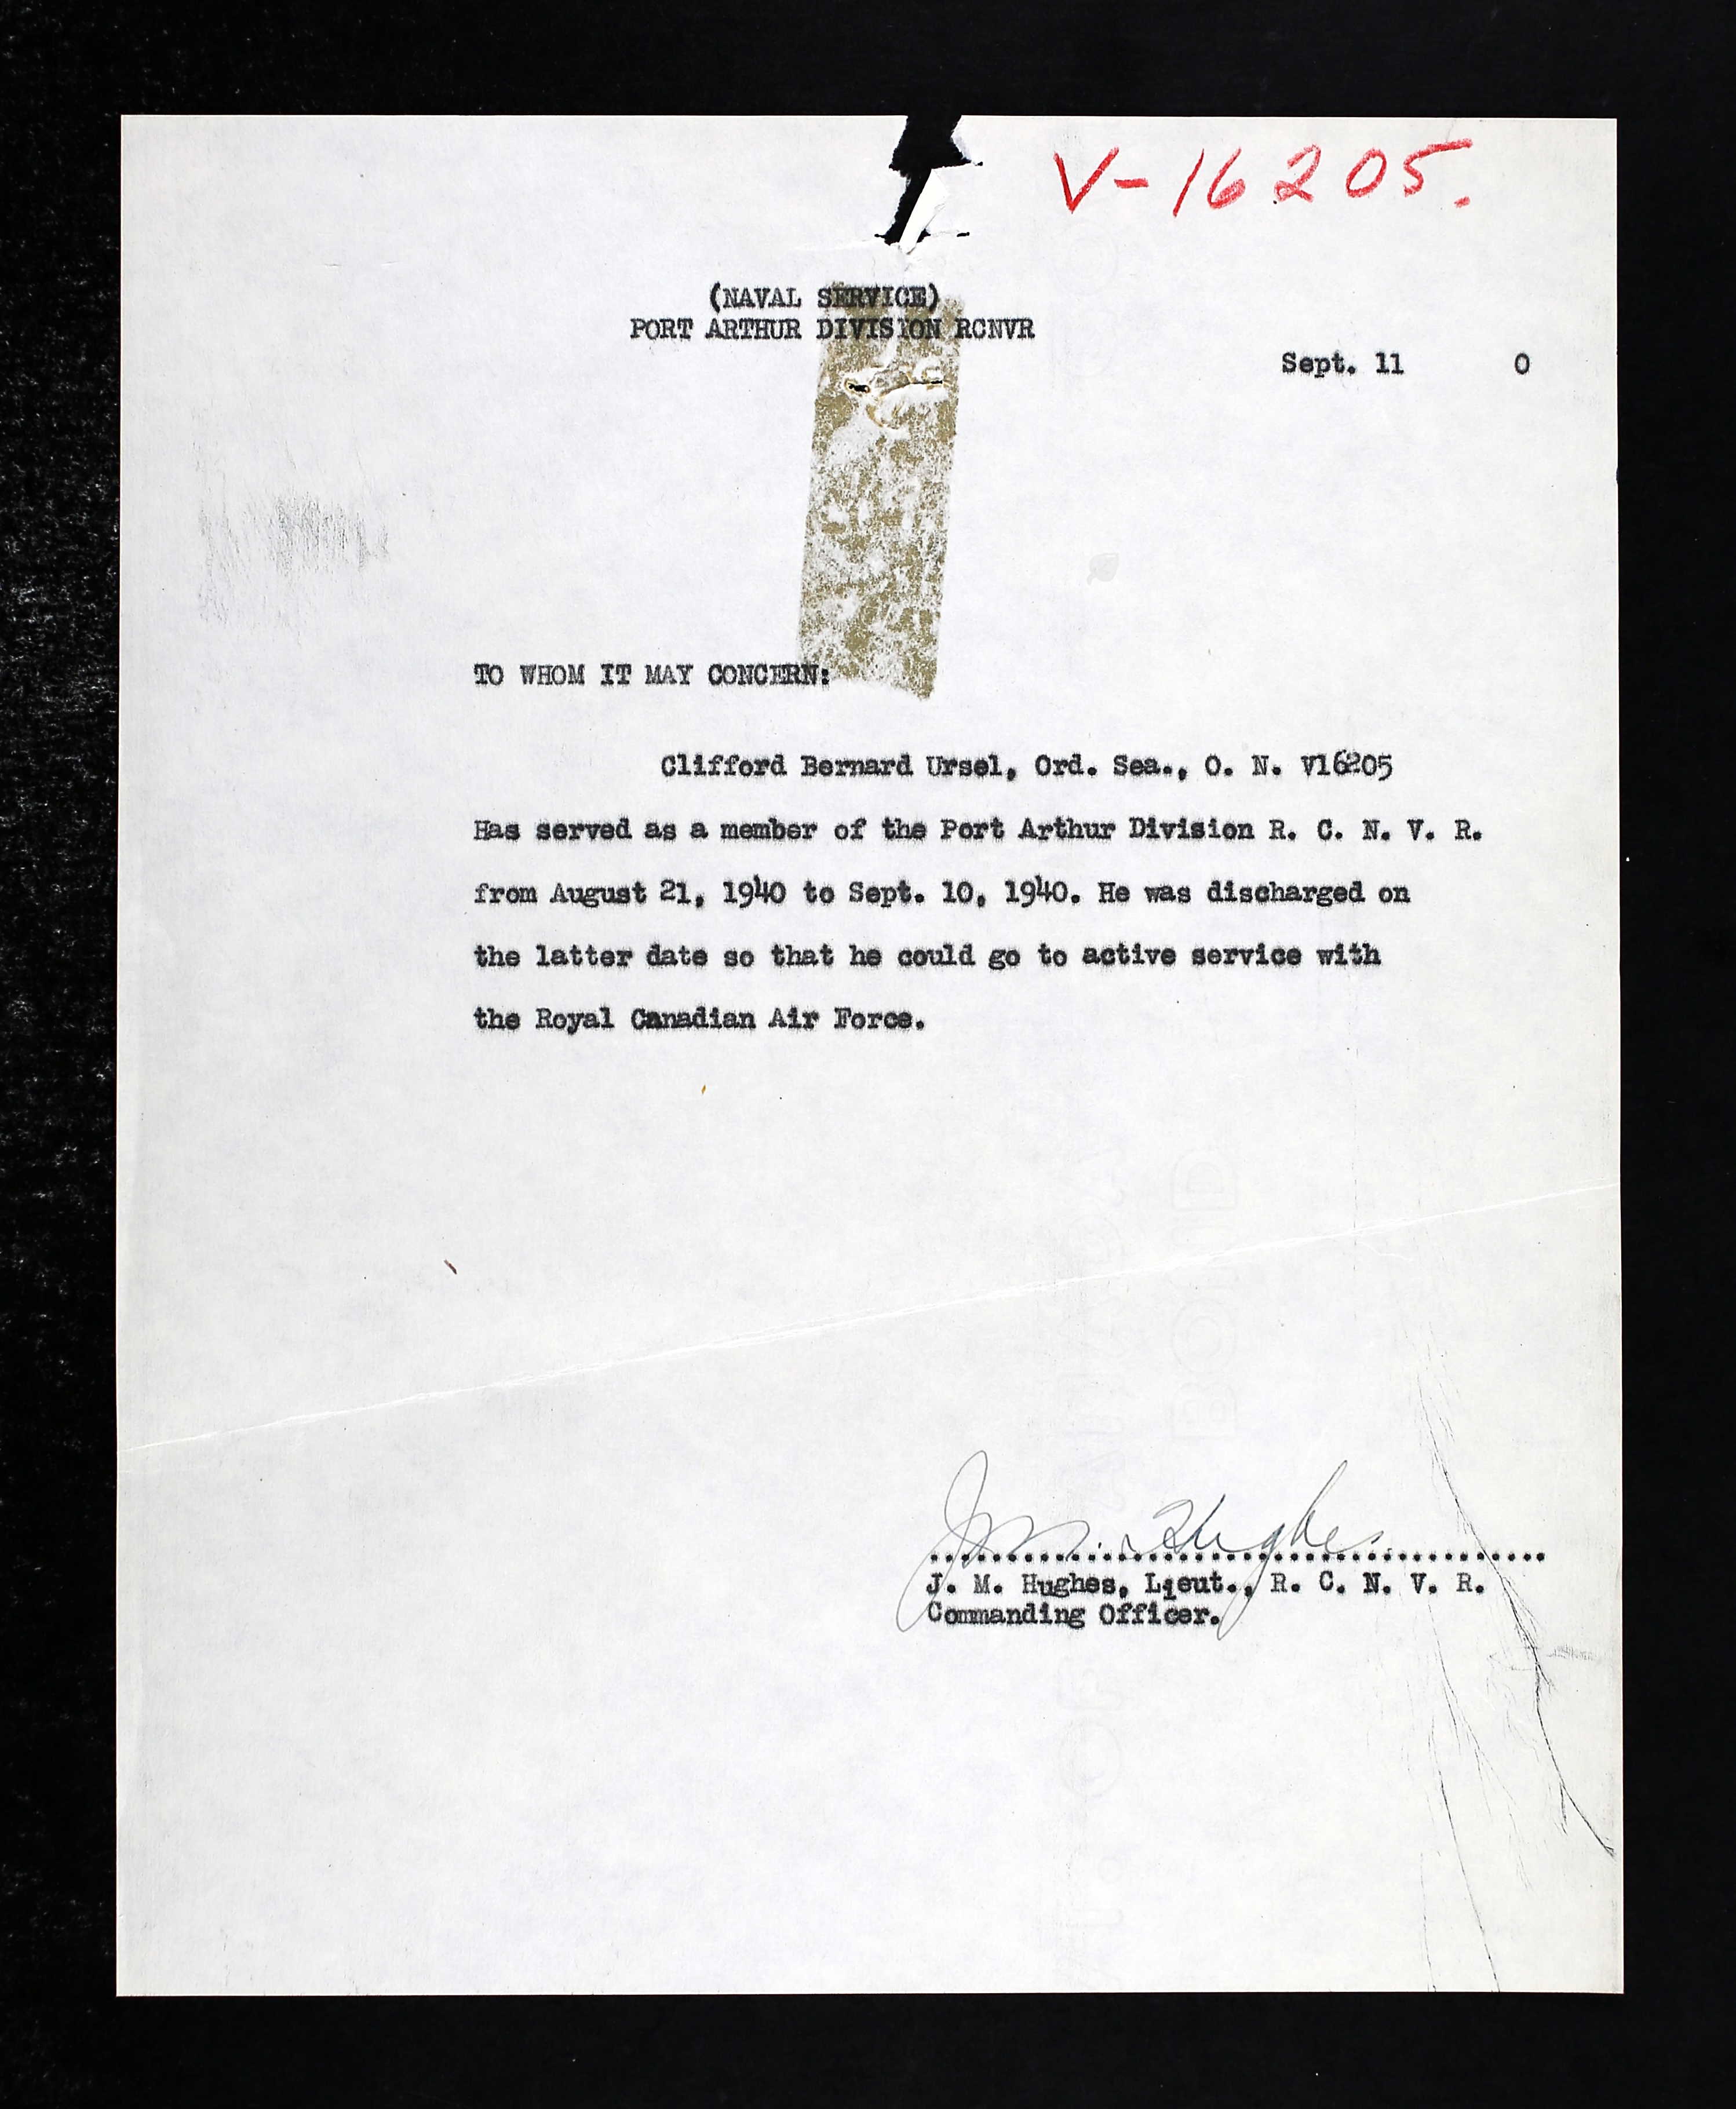 V-16205.
(NAVAL SERVICE)
PORT ARTHUR DIVISION RCNVR
Sept. 11 0
TO WHOM IT MAY CONCERN:
Clifford Bernard Ursel, Ord. Sea., O. N. V16205
Has served as a member of the Port Arthur Division R. C. N. V. R.
from August 21, 1940 to Sept. 10, 1940. He was discharged on
the latter date so that he could go to active service with
the Royal Canadian Air Force.
J M. Hughes
J. M. Hughes, Lieut., R. C. N. V. R.
Commanding Officer.
BOND